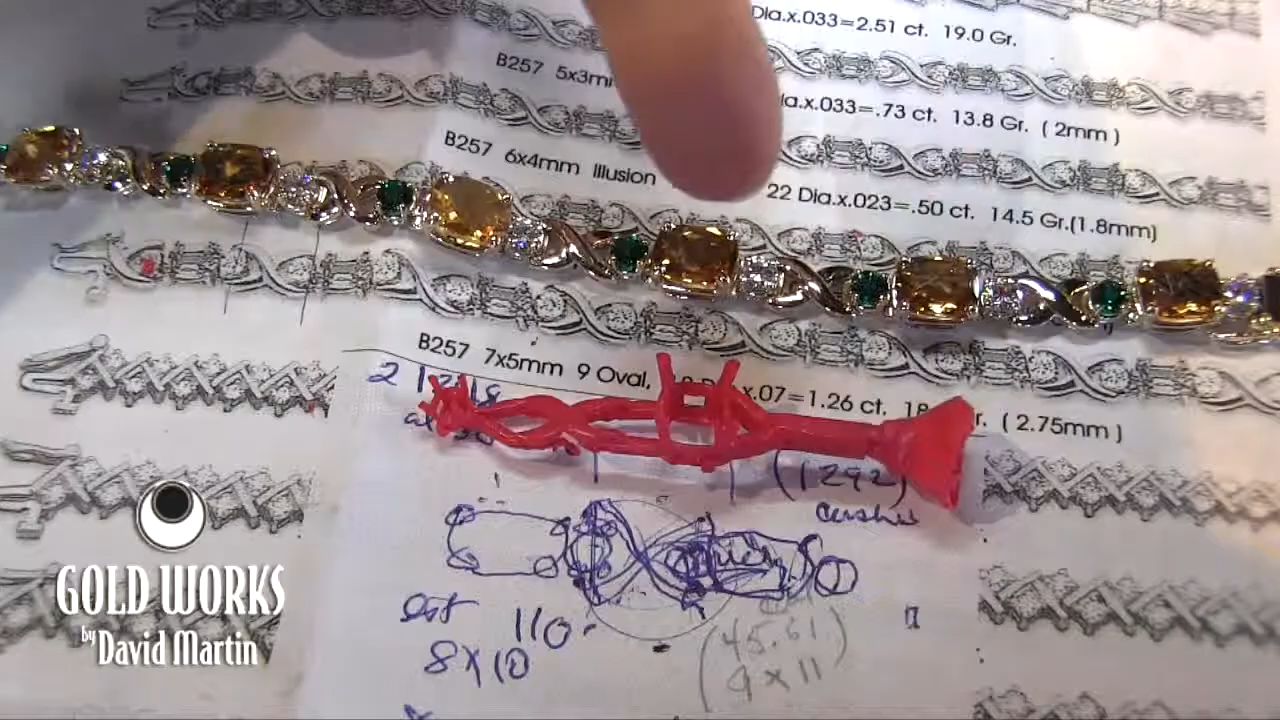 Dia.x.033=2.51 ct. 19.0 Gr.
B257 5x3m
ia.x.033=.73 ct. 13.8 Gr. ( 2mm )
B257 6x4mm Illusion
22 Dia.x.023=.50 ct. 14.5 Gr.(1.8mm)
B257 7x5mm 9 Oval,
x.07=1.26 ct. 18
r. ( 2.75mm )
(1292)
110
8X10
(45.61)
9x11
GOLD WORKS
by
David Martin